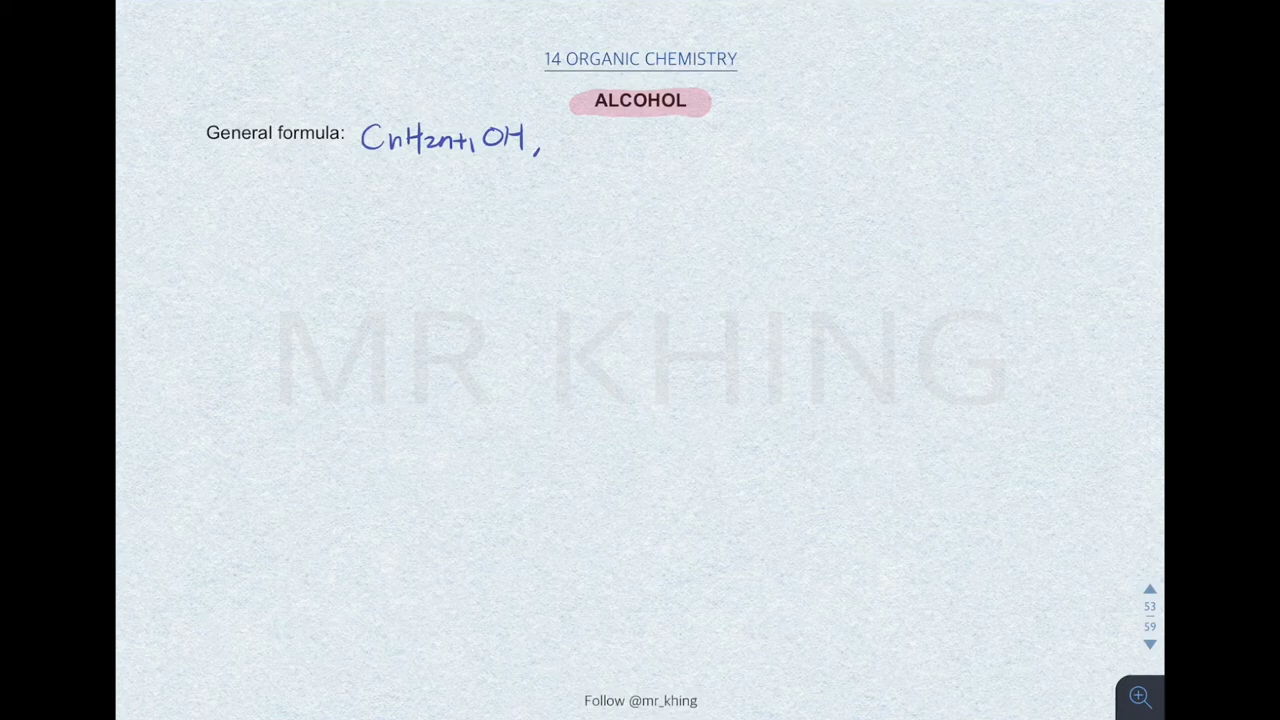 14 ORGANIC CHEMISTRY
ALCOHOL
General formula: CnH2n+1OH,
MR KHING
53
59
Follow @mr_khing